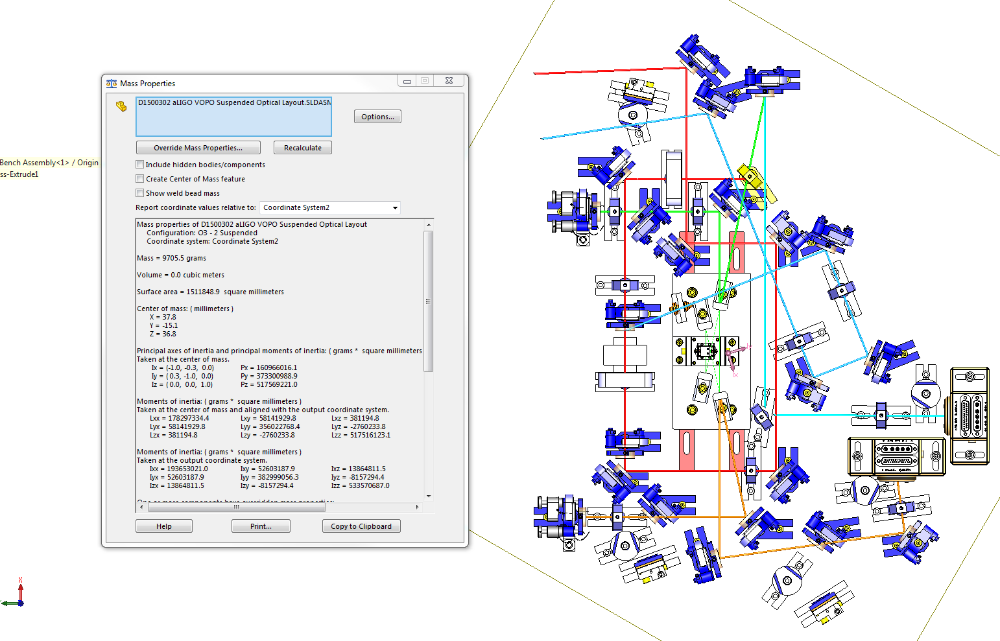 Mass Properties
D1500302 aLIGO VOPO Suspended Optical Layout.SLDASM
Options...
Override Mass Properties...
Recalculate
Bench Assembly<1> / Origin
ss-Extrude1
Include hidden bodies/components
Create Center of Mass feature
Show weld bead mass
Report coordinate values relative to:
Coordinate System2
Mass properties of D1500302 aLIGO VOPO Suspended Optical Layout
Configuration: O3 - 2 Suspended
Coordinate system: Coordinate System2
Mass = 9705.5 grams
Volume = 0.0 cubic meters
Surface area = 1511848.9 square millimeters
Center of mass: ( millimeters )
X = 37.8
Y = -15.1
Z = 36.8
Principal axes of inertia and principal moments of inertia: ( grams * square millimeters
Taken at the center of mass.
Ix = (-1.0, -0.3, 0.0) Px = 160966016.1
Iy = ( 0.3, -1.0, 0.0) Py = 373300988.9
Iz = ( 0.0, 0.0, 1.0) Pz = 517569221.0
Moments of inertia: ( grams * square millimeters )
Taken at the center of mass and aligned with the output coordinate system.
Lxx = 178297334.4 Lxy = 58141929.8 Lxz = 381194.8
Lyx = 58141929.8 Lyy = 356022768.4 Lyz = -2760233.8
Lzx = 381194.8 Lzy = -2760233.8 Lzz = 517516123.1
Moments of inertia: ( grams * square millimeters )
Taken at the output coordinate system.
Ixx = 193653021.0 Ixy = 52603187.9 Ixz = 13864811.5
Iyx = 52603187.9 Iyy = 382999056.3 Iyz = -8157294.4
Izx = 13864811.5 Izy = -8157294.4 Izz = 533570687.0
One or more components have overridden mass properties:
Help
Print...
Copy to Clipboard
X